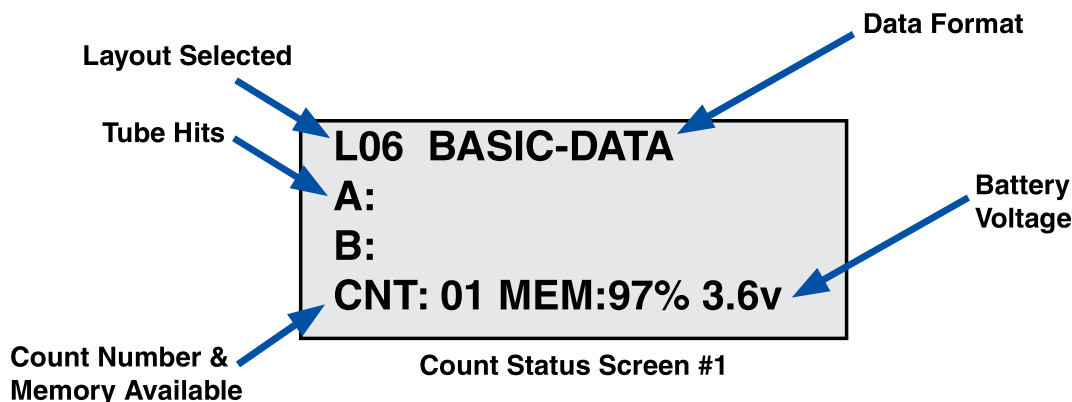 Data Format
Layout Selected
Tube Hits
L06 BASIC-DATA
A:
B:
CNT: 01 MEM:97% 3.6v
Battery
Voltage
Count Number &
Memory Available
Count Status Screen #1